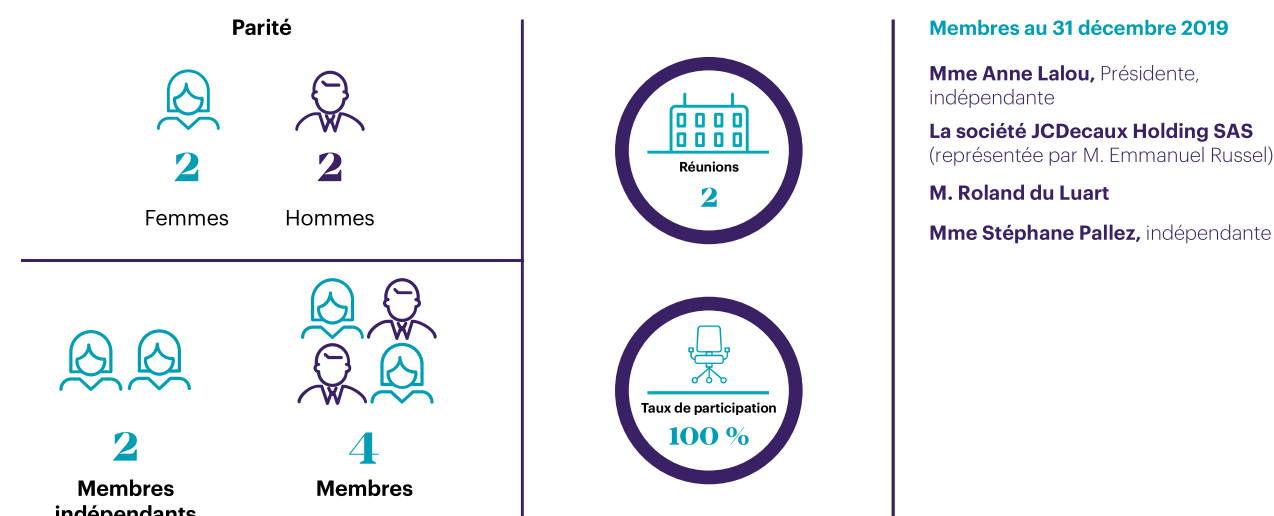 Parité
2
2
Femmes
Hommes
2
Membres
indépendants
4
Membres
Réunions
2
Taux de participation
100 %
Membres au 31 décembre 2019
Mme Anne Lalou, Présidente,
indépendante
La société JCDecaux Holding SAS
(représentée par M. Emmanuel Russel)
M. Roland du Luart
Mme Stéphane Pallez, indépendante